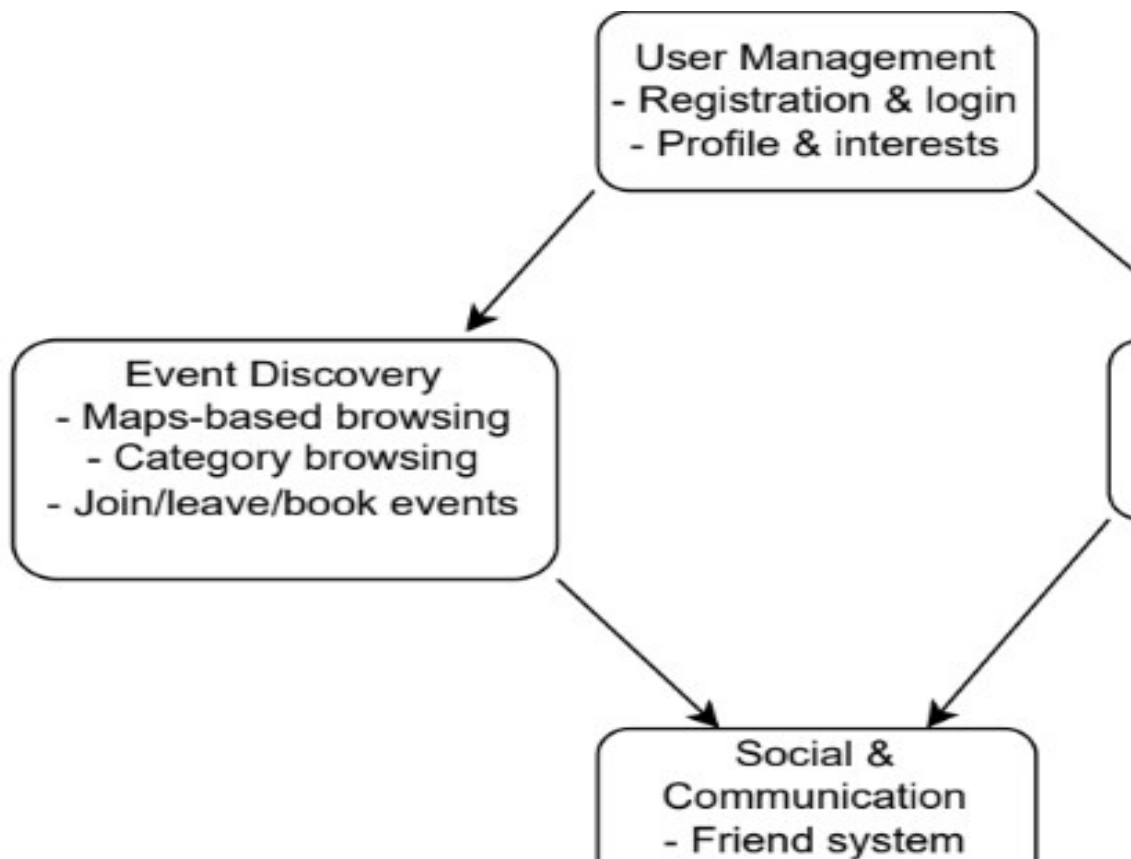 User Management
- Registration & login
- Profile & interests
Event Discovery
- Maps-based browsing
- Category browsing
- Join/leave/book events
Social &
Communication
- Friend system